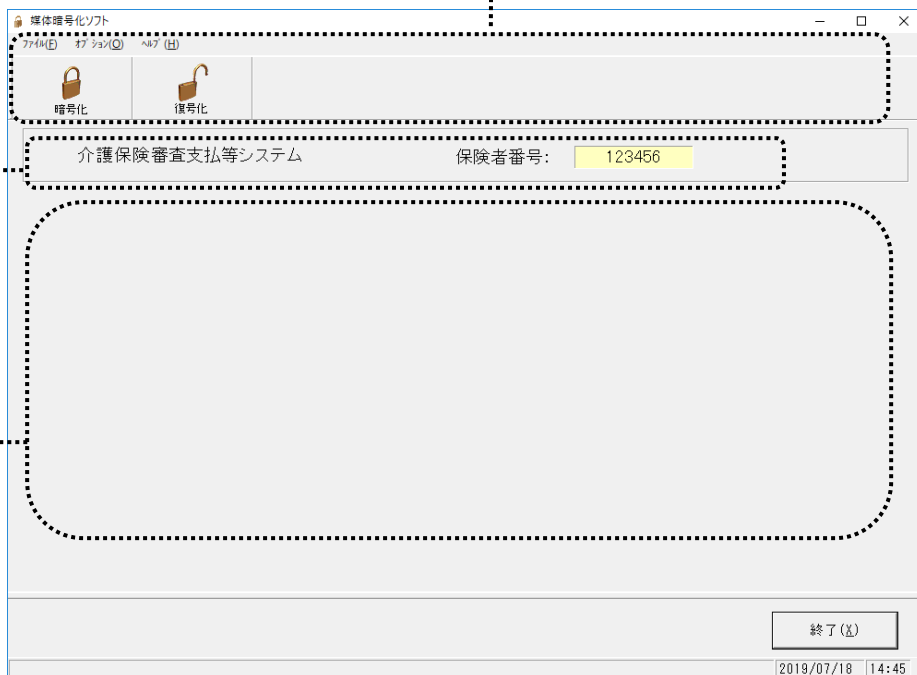 媒体暗号化ソフト
ﾌｧｲﾙ(F) ｵﾌﾟｼｮﾝ(O) ﾍﾙﾌﾟ(H)
暗号化 復号化
介護保険審査支払等システム 保険者番号: 123456
終了(X)
2019/07/18 14:45